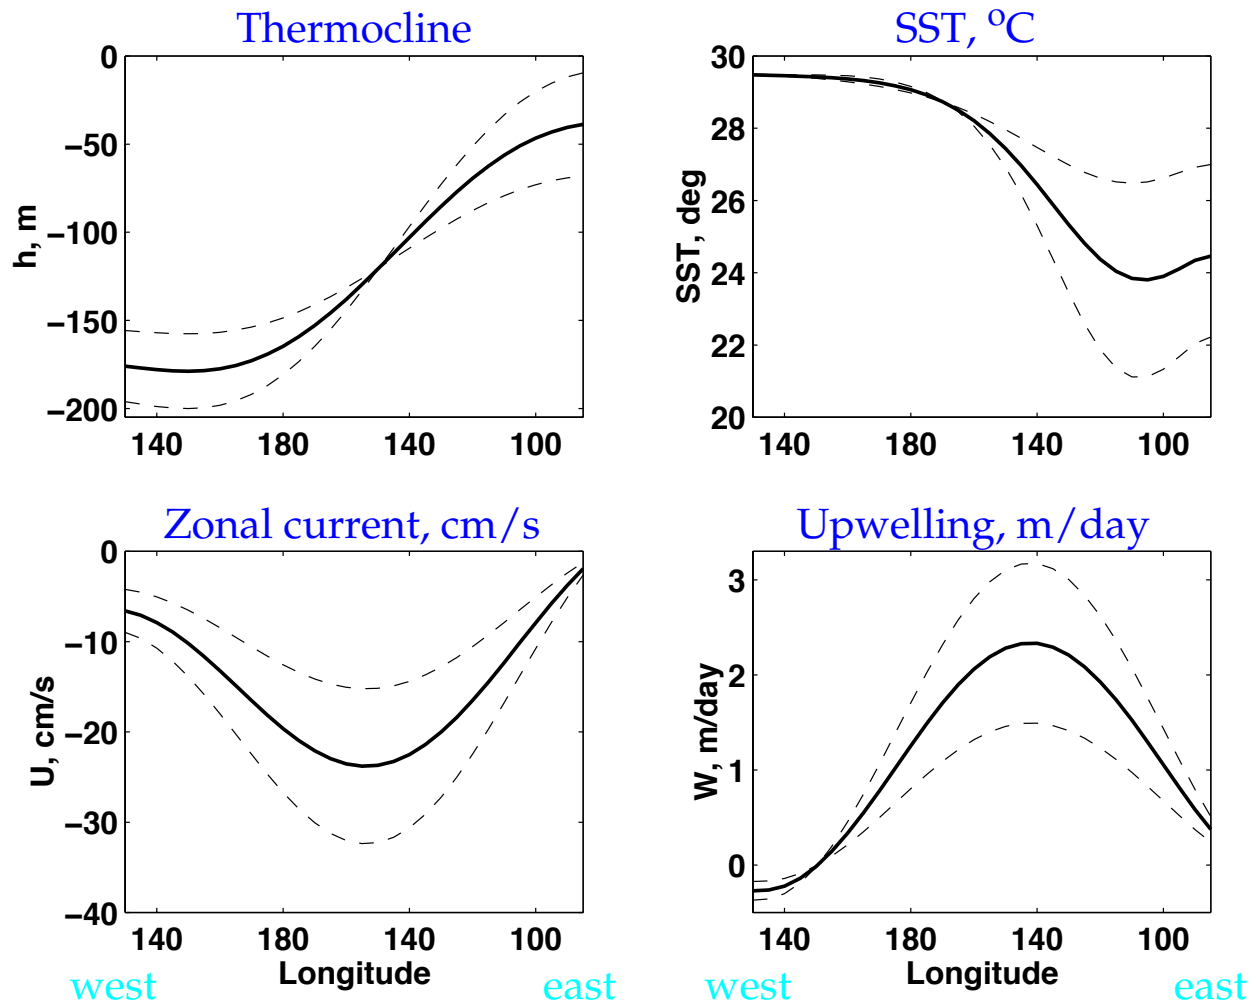 Thermocline
SST, °C
0
−50
−100
−150
−200
h, m
140 180 140 100
30
28
26
24
22
20
SST, deg
140 180 140 100
Zonal current, cm/s
Upwelling, m/day
0
−10
−20
−30
−40
U, cm/s
140 180 140 100
Longitude
west
east
3
2
1
0
W, m/day
140 180 140 100
Longitude
west
east